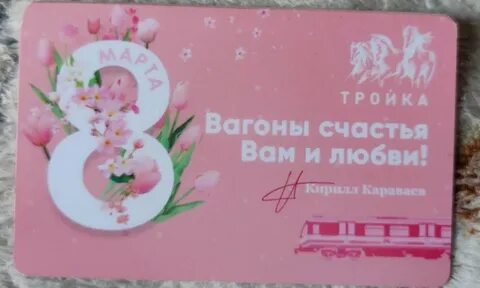 8
МАРТА
ТРОЙКА
Вагоны счастья
Вам и любви!
Кирилл Караваев